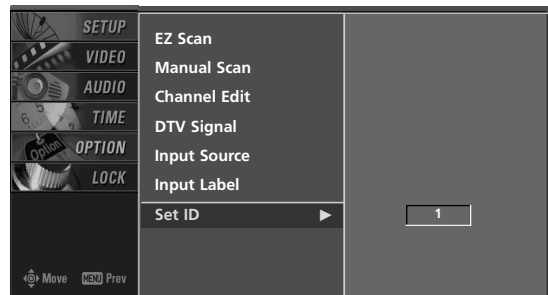 SETUP
VIDEO
AUDIO
TIME
OPTION
LOCK
EZ Scan
Manual Scan
Channel Edit
DTV Signal
Input Source
Input Label
Set ID ▶
1
Move MENU Prev